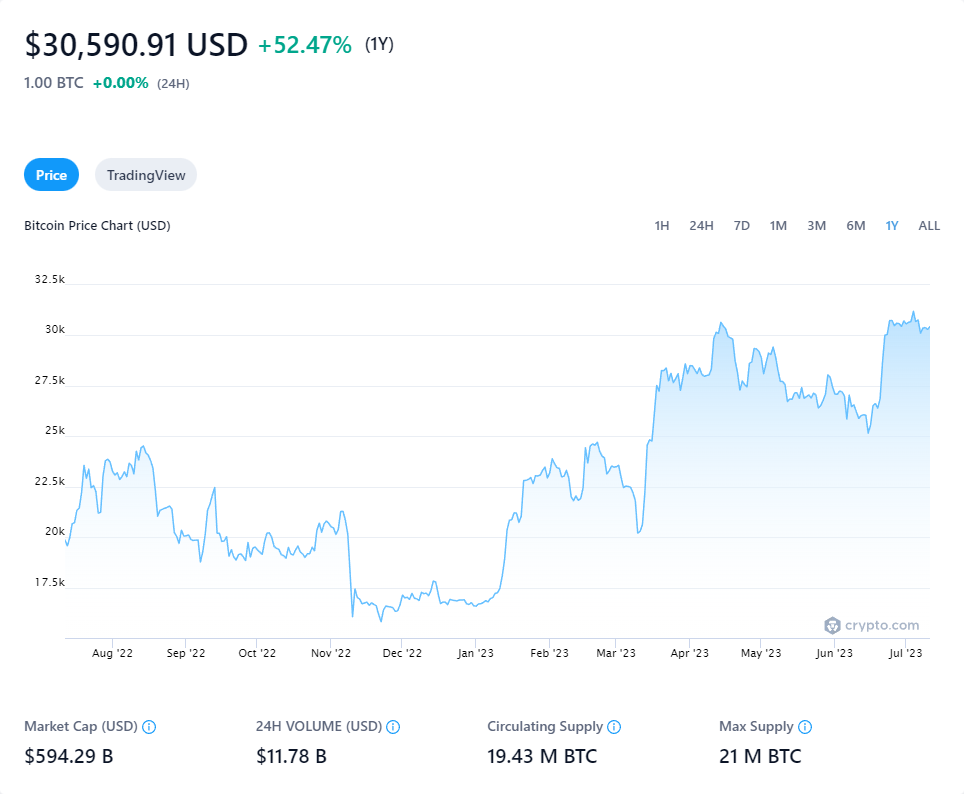 $30,590.91 USD +52.47% (1Y)
1.00 BTC +0.00% (24H)
Price TradingView
Bitcoin Price Chart (USD)
1H 24H 7D 1M 3M 6M 1Y ALL
32.5k
30k
27.5k
25k
22.5k
20k
17.5k
crypto.com
Aug '22 Sep '22 Oct '22 Nov '22 Dec '22 Jan '23 Feb '23 Mar '23 Apr '23 May '23 Jun '23 Jul '23
Market Cap (USD) 24H VOLUME (USD) Circulating Supply Max Supply
$594.29 B $11.78 B 19.43 M BTC 21 M BTC